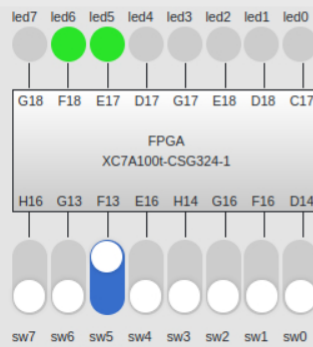 led7 led6 led5 led4 led3 led2 led1 led0
G18 F18 E17 D17 G17 E18 D18 C17
FPGA
XC7A100t-CSG324-1
H16 G13 F13 E16 H14 G16 F16 D14
sw7 sw6 sw5 sw4 sw3 sw2 sw1 sw0